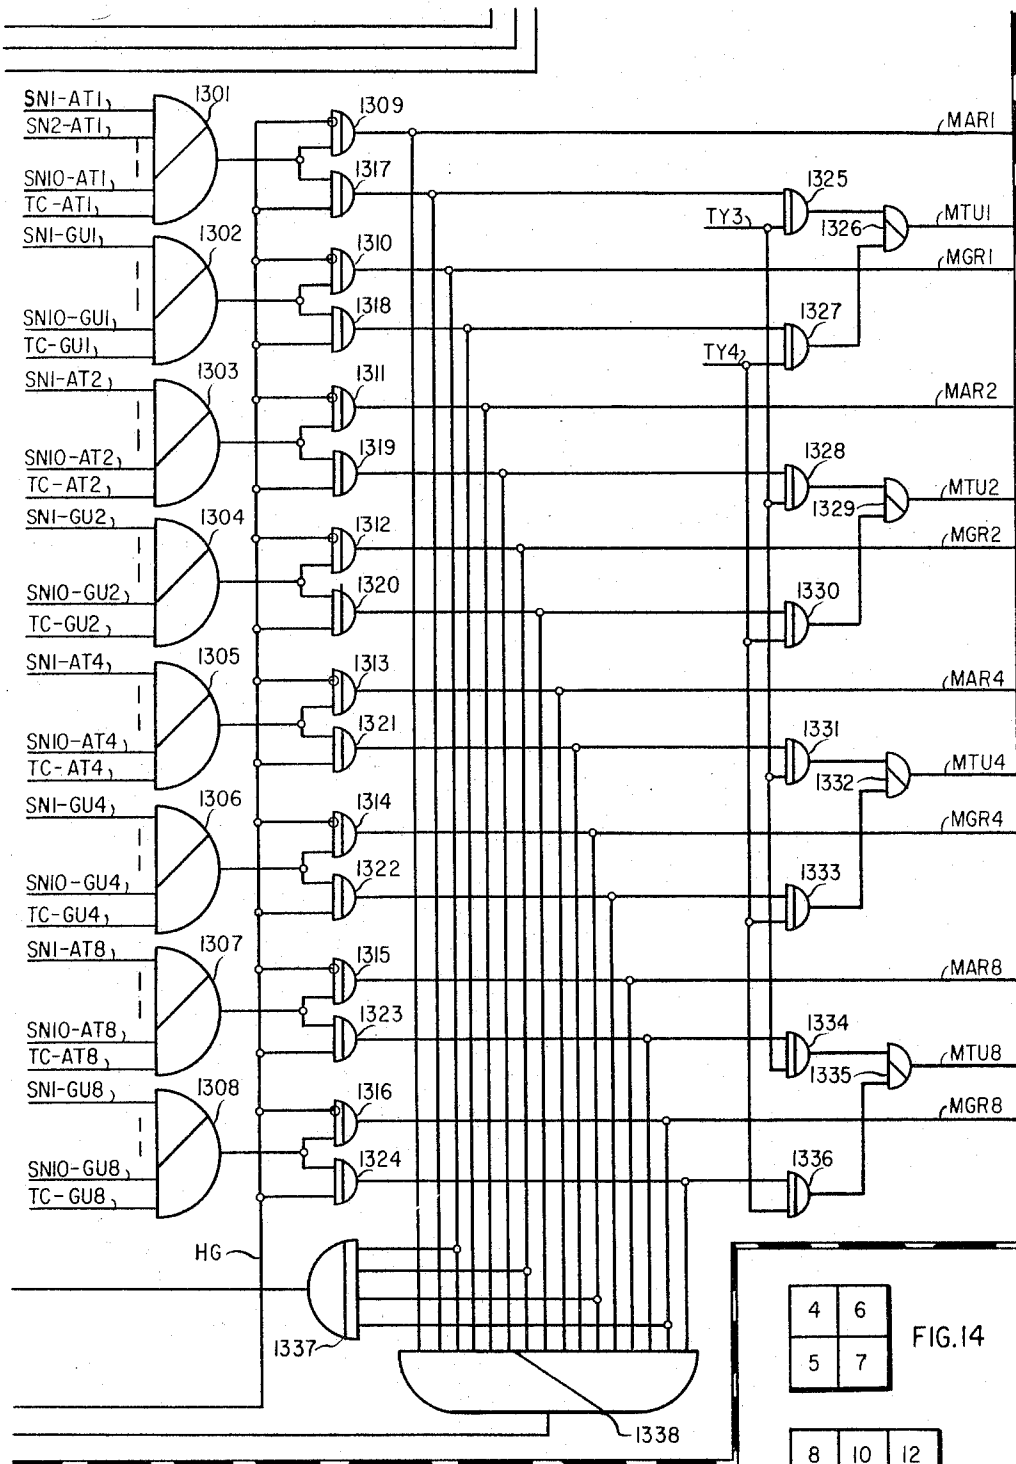 SN1-AT1
1301
SN2-AT1
1309
MAR1
SN10-AT1
TC-AT1
1317
1325
TY3
1326
MTU1
SN1-GU1
1302
1310
MGR1
SN10-GU1
1318
1327
TC-GU1
TY4
SN1-AT2
1303
1311
MAR2
SN10-AT2
1319
1328
TC-AT2
1329
MTU2
SN1-GU2
1304
1312
MGR2
SN10-GU2
1320
1330
TC-GU2
SN1-AT4
1305
1313
MAR4
SN10-AT4
1321
1331
TC-AT4
1332
MTU4
SN1-GU4
1306
1314
MGR4
SN10-GU4
1322
1333
TC-GU4
SN1-AT8
1307
1315
MAR8
SN10-AT8
1323
1334
TC-AT8
1335
MTU8
SN1-GU8
1308
1316
MGR8
SN10-GU8
1324
1336
TC-GU8
HG
1337
1338
4 6
5 7
FIG.14
8 10 12